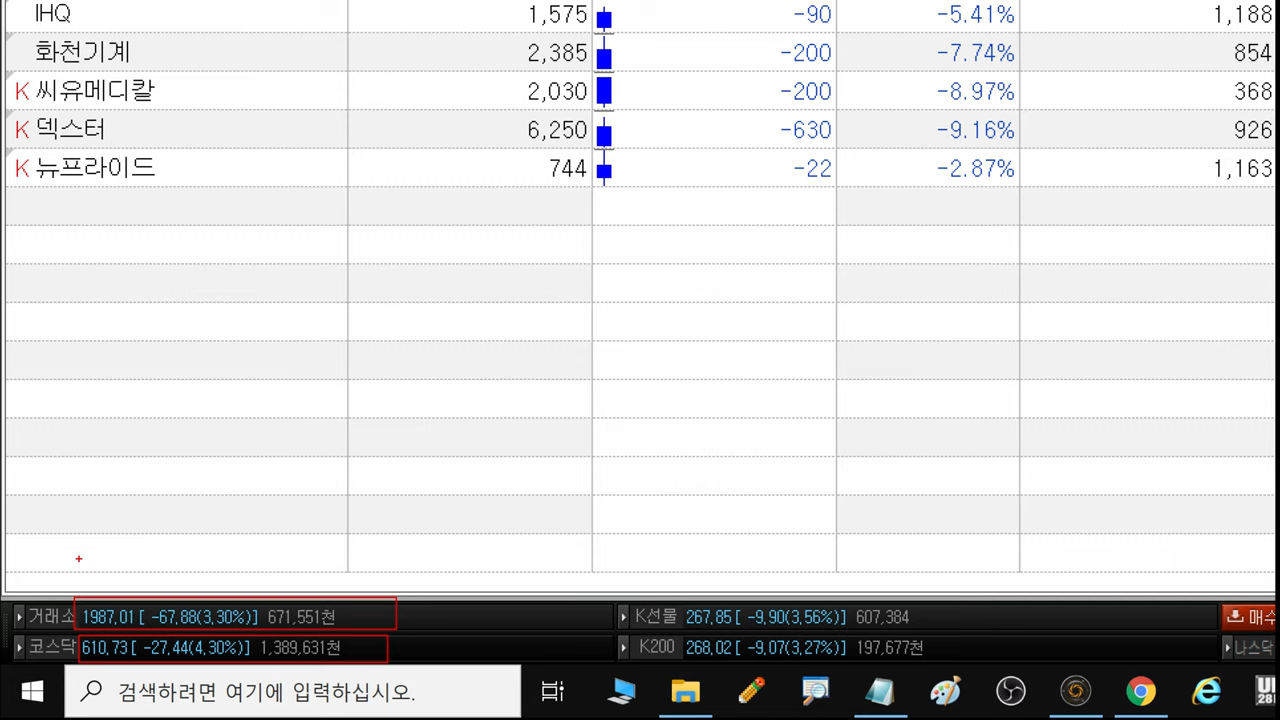 IHQ 1,575 -90 -5.41% 1,188
화천기계 2,385 -200 -7.74% 854
K 씨유메디칼 2,030 -200 -8.97% 368
K 덱스터 6,250 -630 -9.16% 926
K 뉴프라이드 744 -22 -2.87% 1,163
거래소 1987.01 [ -67.88(3.30%)] 671,551천 K선물 267.85 [ -9.90(3.56%)] 607,384 매수
코스닥 610.73 [ -27.44(4.30%)] 1,389,631천 K200 268.02 [ -9.07(3.27%)] 197,677천 나스닥
검색하려면 여기에 입력하십시오.